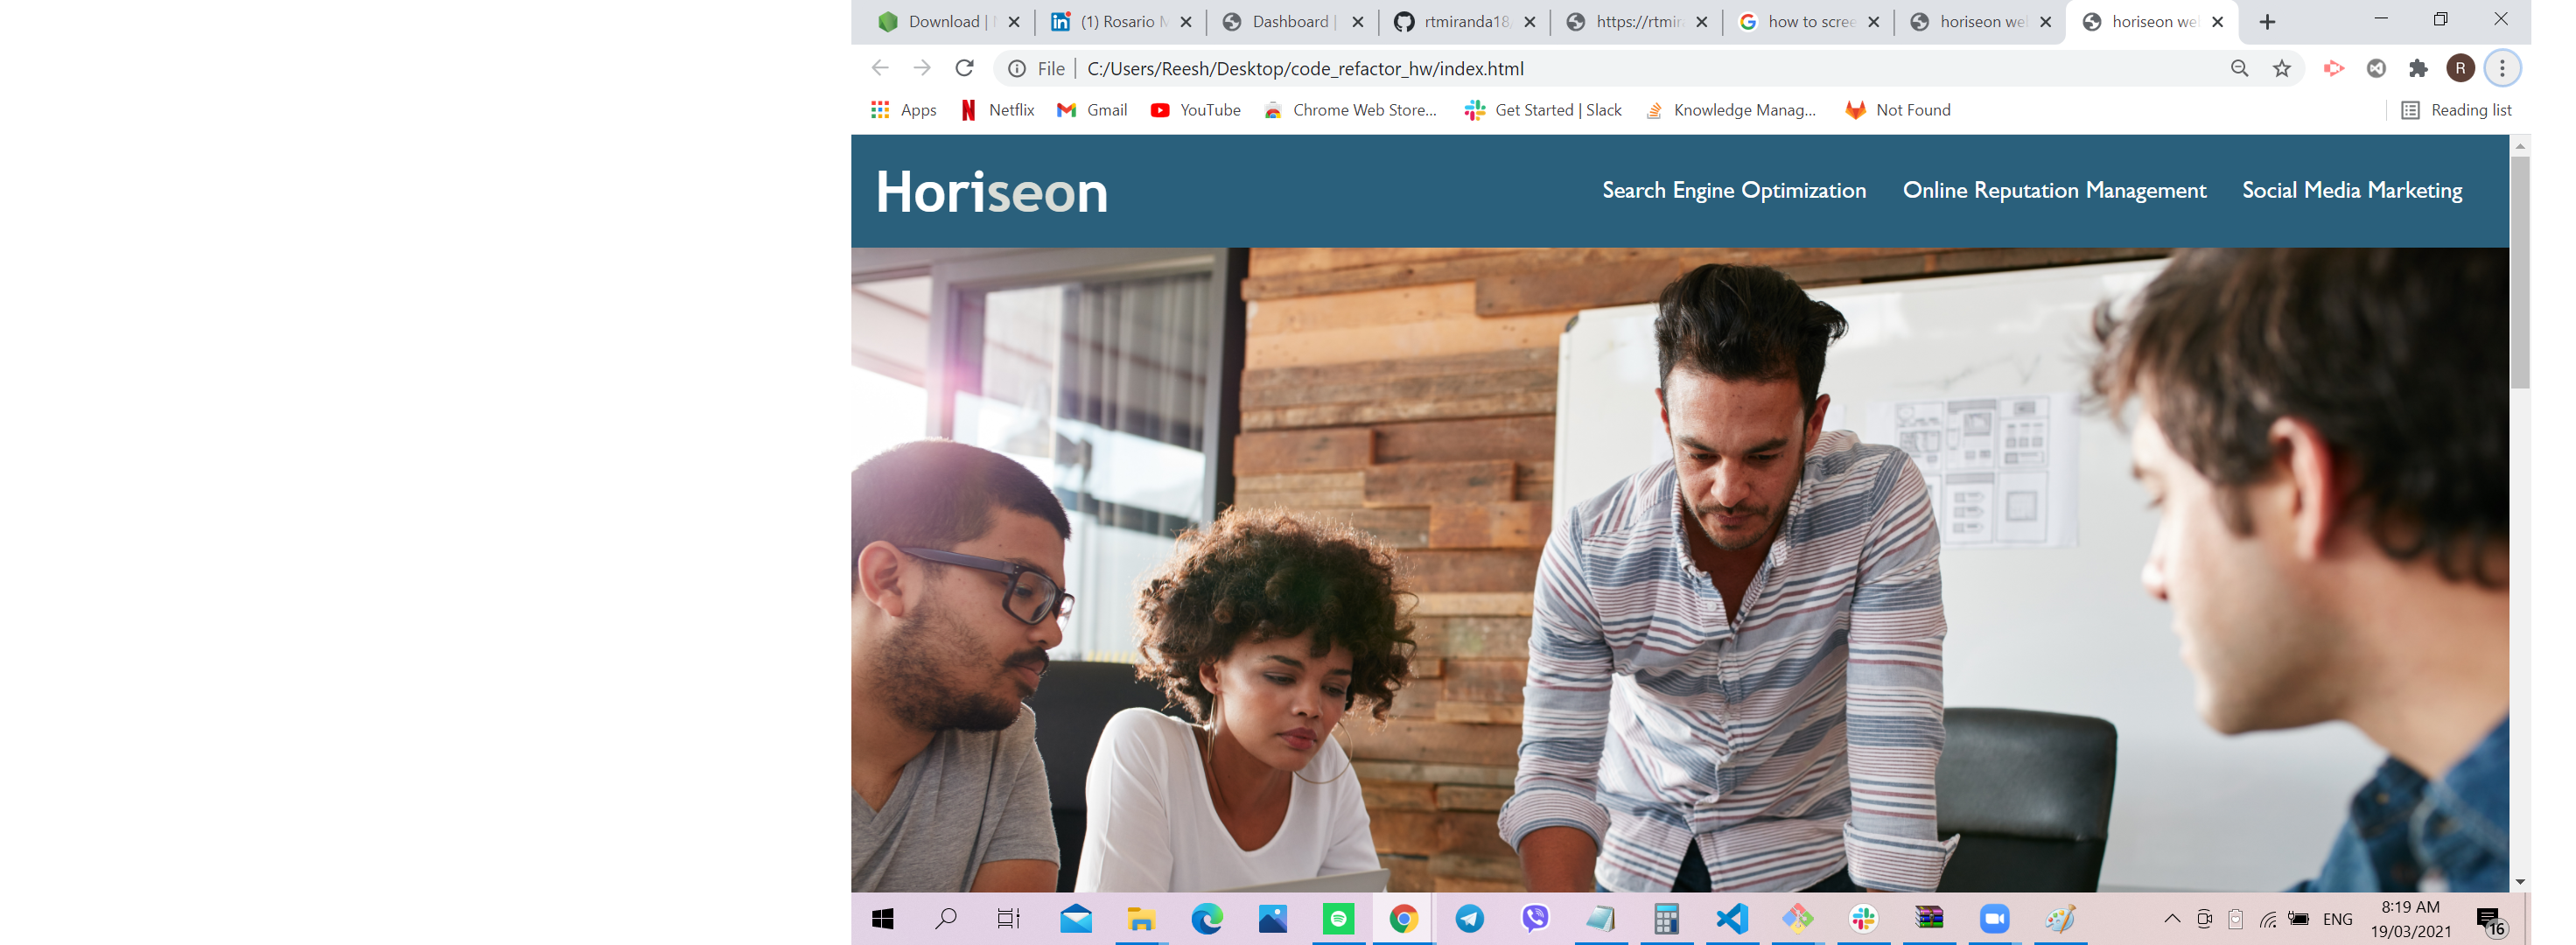 Download |
(1) Rosario M
Dashboard |
rtmiranda18/
https://rtmira
how to scree
horiseon we
horiseon we
File | C:/Users/Reesh/Desktop/code_refactor_hw/index.html
R
Apps
Netflix
Gmail
YouTube
Chrome Web Store...
Get Started | Slack
Knowledge Manag...
Not Found
Reading list
Horiseon
Search Engine Optimization
Online Reputation Management
Social Media Marketing
ENG
8:19 AM
19/03/2021
16